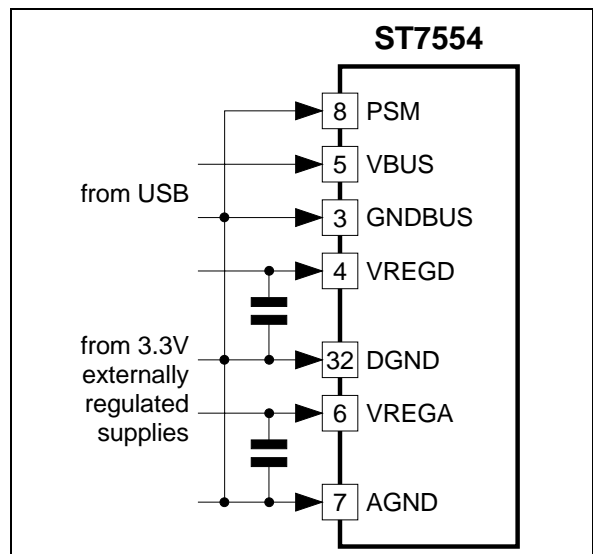 ST7554
8 PSM
5 VBUS
from USB
3 GNDBUS
4 VREGD
from 3.3V
externally
regulated
supplies
32 DGND
6 VREGA
7 AGND